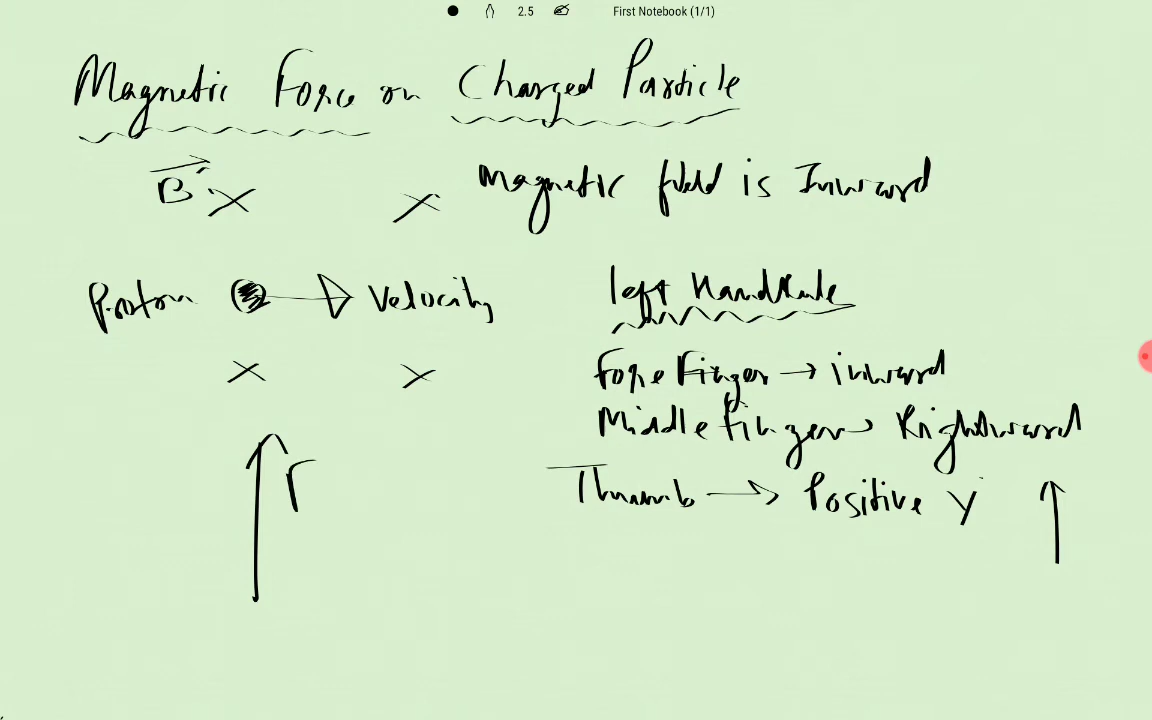 2.5 First Notebook (1/1)
Magnetic Force on Charged Particle
B Magnetic field is Inward
Proton Velocity
left Hand Rule
Fore Finger → inward
Middle finger → Rightward
F
Thumb → Positive Y